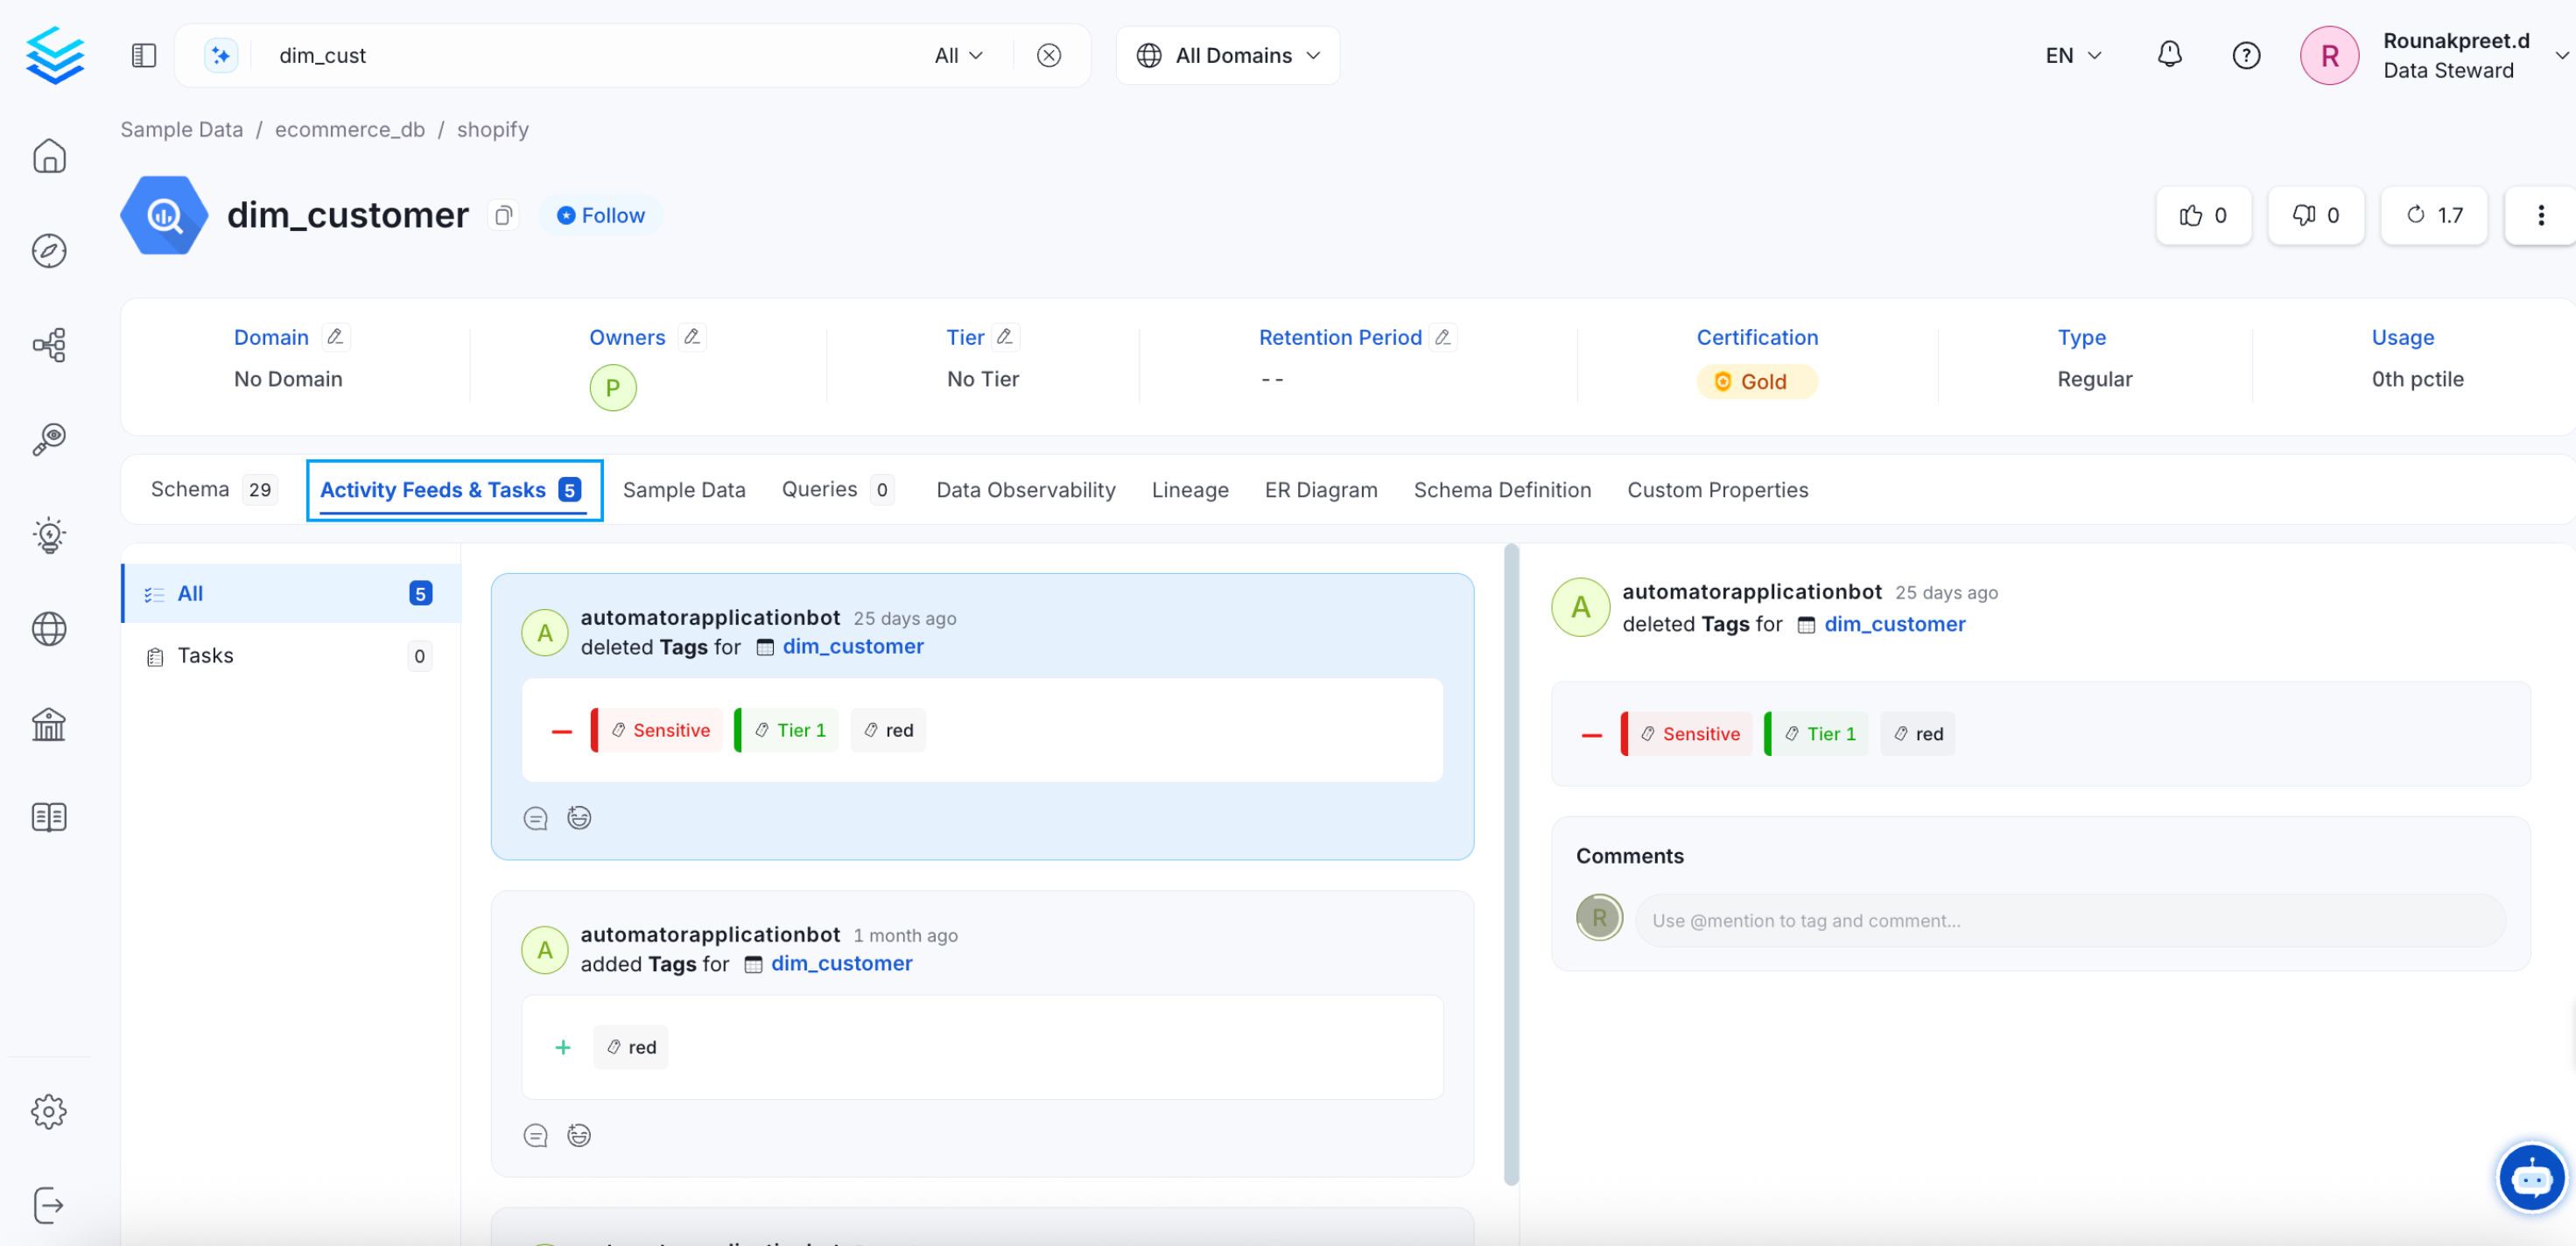 dim_cust
All
All Domains
EN
R
Rounakpreet.d
Data Steward
Sample Data / ecommerce_db / shopify
dim_customer
Follow
0
0
1.7
Domain
No Domain
Owners
P
Tier
No Tier
Retention Period
--
Certification
Gold
Type
Regular
Usage
0th pctile
Schema 29
Activity Feeds & Tasks 5
Sample Data
Queries 0
Data Observability
Lineage
ER Diagram
Schema Definition
Custom Properties
All 5
Tasks 0
A
automatorapplicationbot 25 days ago
deleted Tags for dim_customer
Sensitive Tier 1 red
A
automatorapplicationbot 1 month ago
added Tags for dim_customer
+ red
A
automatorapplicationbot 25 days ago
deleted Tags for dim_customer
Sensitive Tier 1 red
Comments
R
Use @mention to tag and comment...